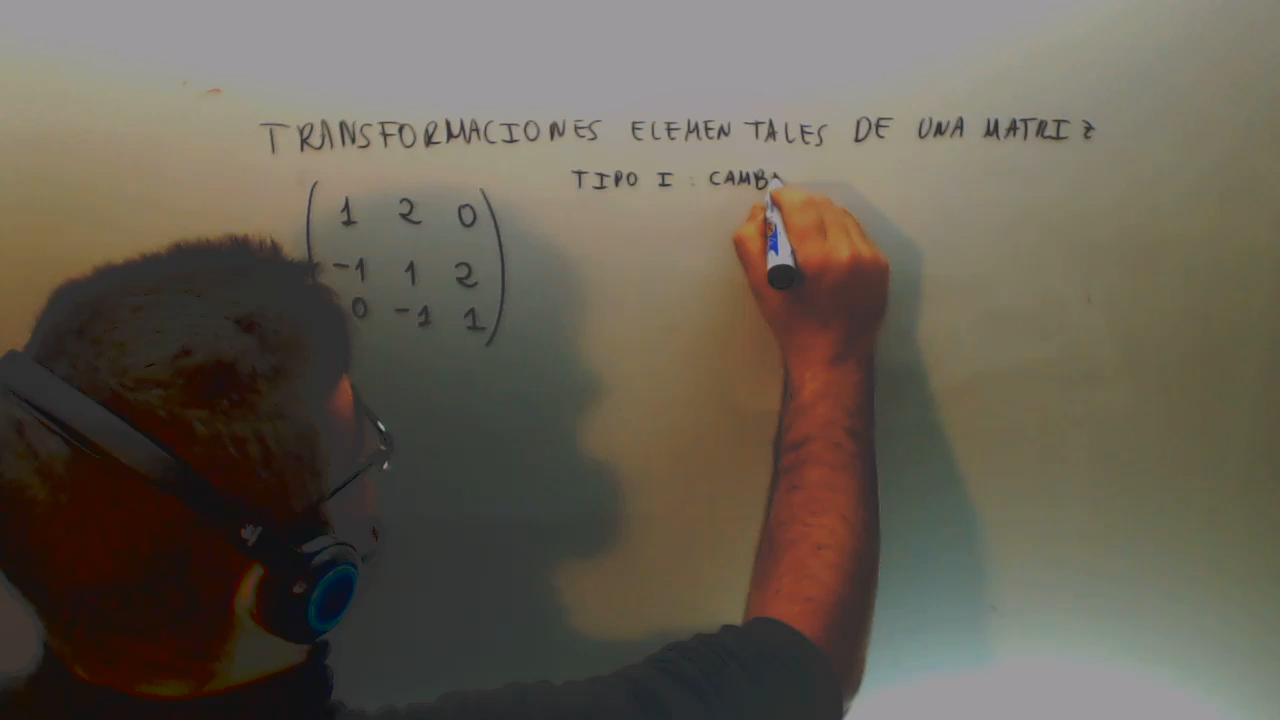 TRANSFORMACIONES ELEMENTALES DE UNA MATRIZ
TIPO I : CAMB
1 2 0
-1 1 2
0 -1 1